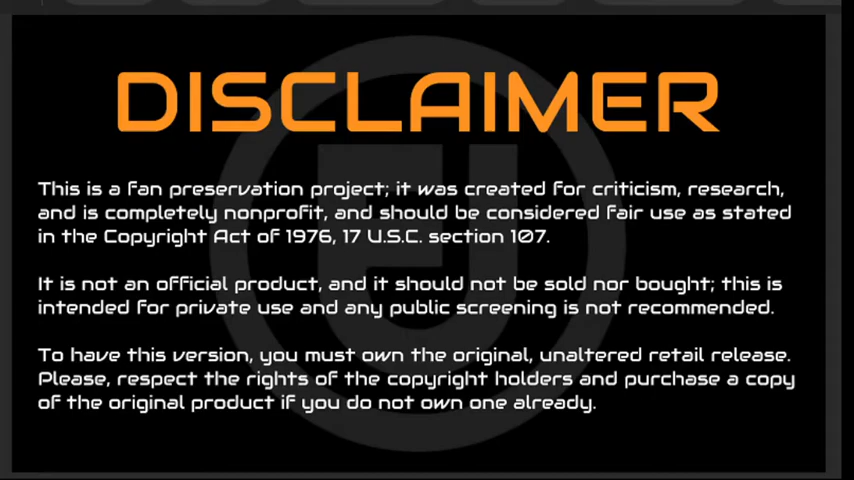 DISCLAIMER
This is a fan preservation project; it was created for criticism, research,
and is completely nonprofit, and should be considered fair use as stated
in the Copyright Act of 1976, 17 U.S.C. section 107.
It is not an official product, and it should not be sold nor bought; this is
intended for private use and any public screening is not recommended.
To have this version, you must own the original, unaltered retail release.
Please, respect the rights of the copyright holders and purchase a copy
of the original product if you do not own one already.